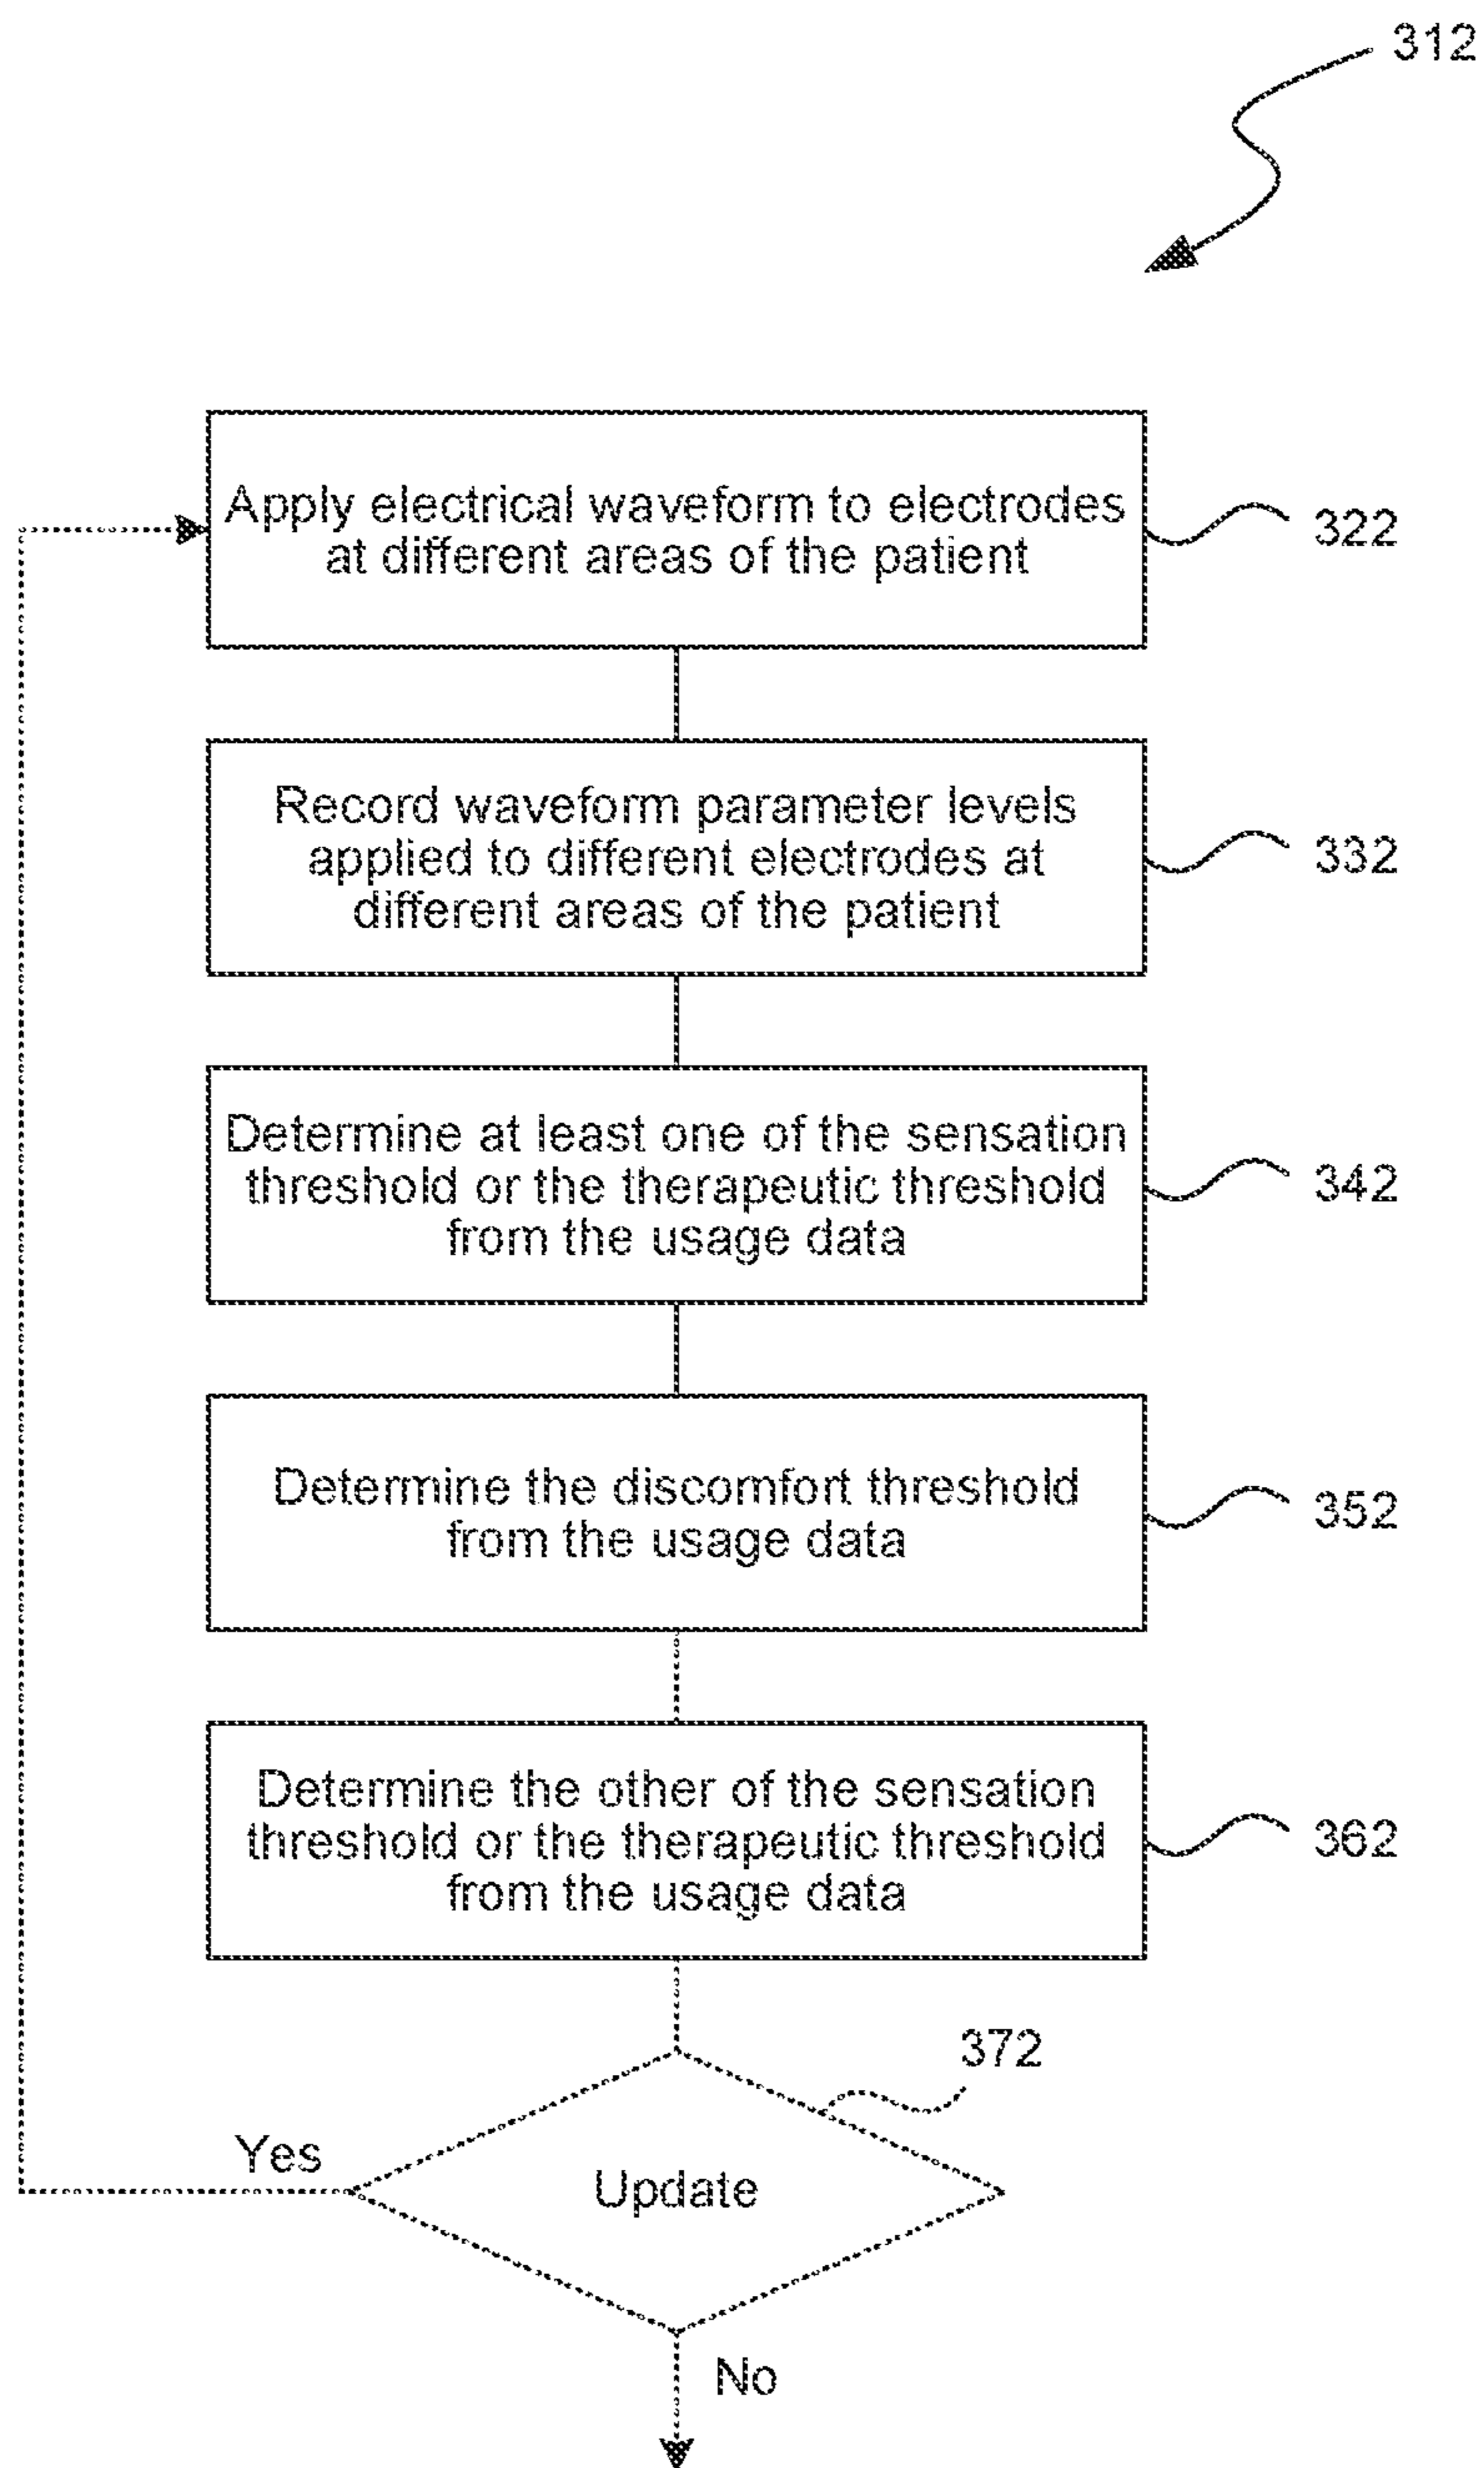 312
Apply electrical waveform to electrodes
at different areas of the patient
322
Record waveform parameter levels
applied to different electrodes at
different areas of the patient
332
Determine at least one of the sensation
threshold or the therapeutic threshold
from the usage data
342
Determine the discomfort threshold
from the usage data
352
Determine the other of the sensation
threshold or the therapeutic threshold
from the usage data
362
372
Yes
Update
No